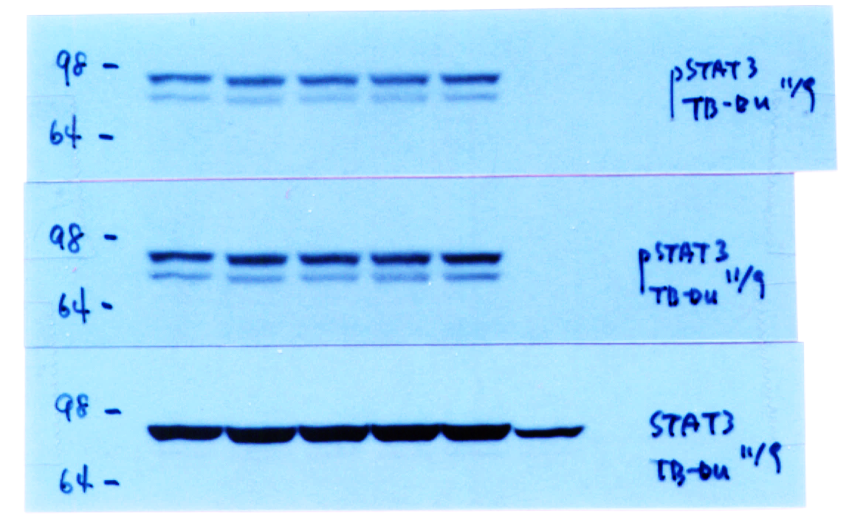 98 -
pSTAT3
TB-Du 11/9
64 -
98 -
pSTAT3
TB-Du 11/9
64 -
98 -
STAT3
TB-Du 11/9
64 -